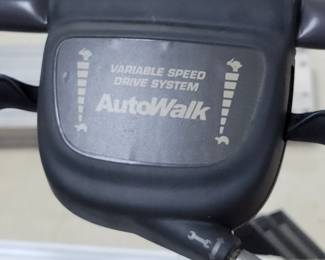 VARIABLE SPEED
DRIVE SYSTEM
AutoWalk